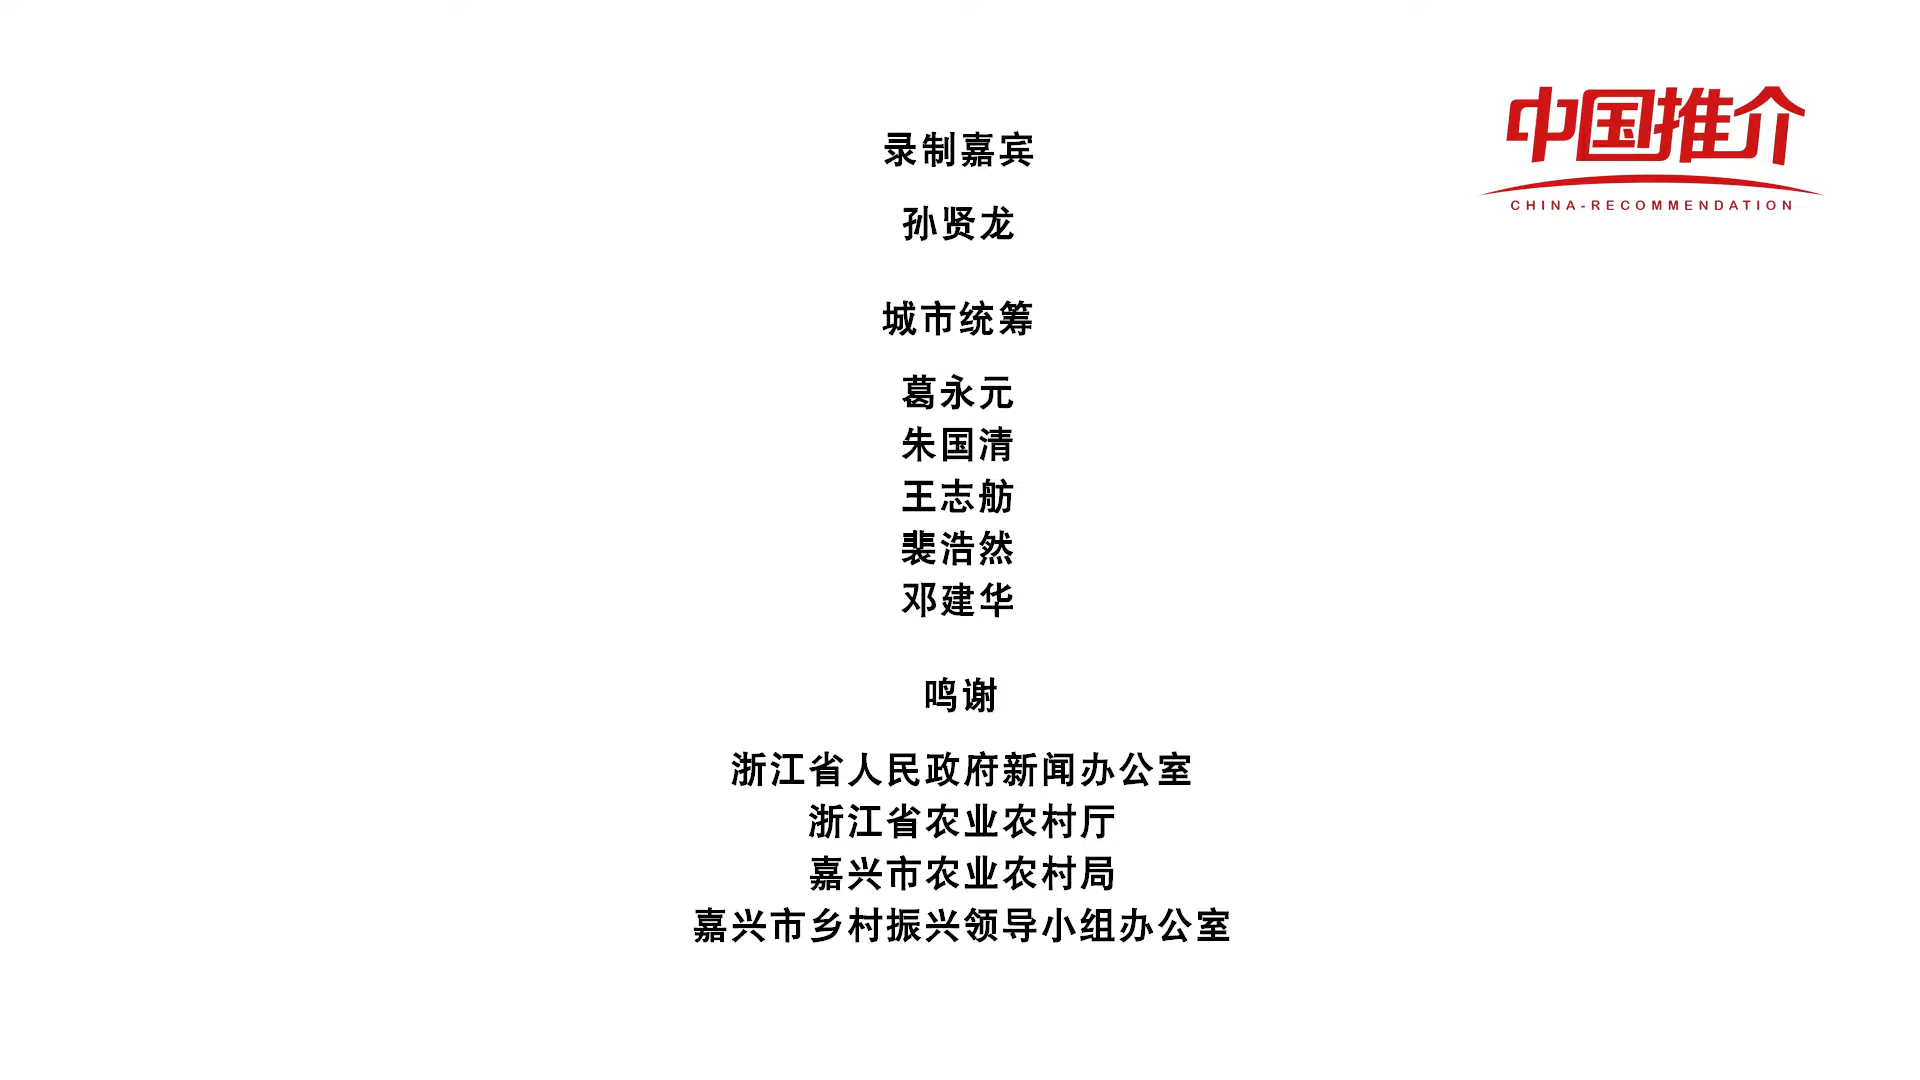 中国推介
CHINA-RECOMMENDATION
录制嘉宾
孙贤龙
城市统筹
葛永元
朱国清
王志舫
裴浩然
邓建华
鸣谢
浙江省人民政府新闻办公室
浙江省农业农村厅
嘉兴市农业农村局
嘉兴市乡村振兴领导小组办公室